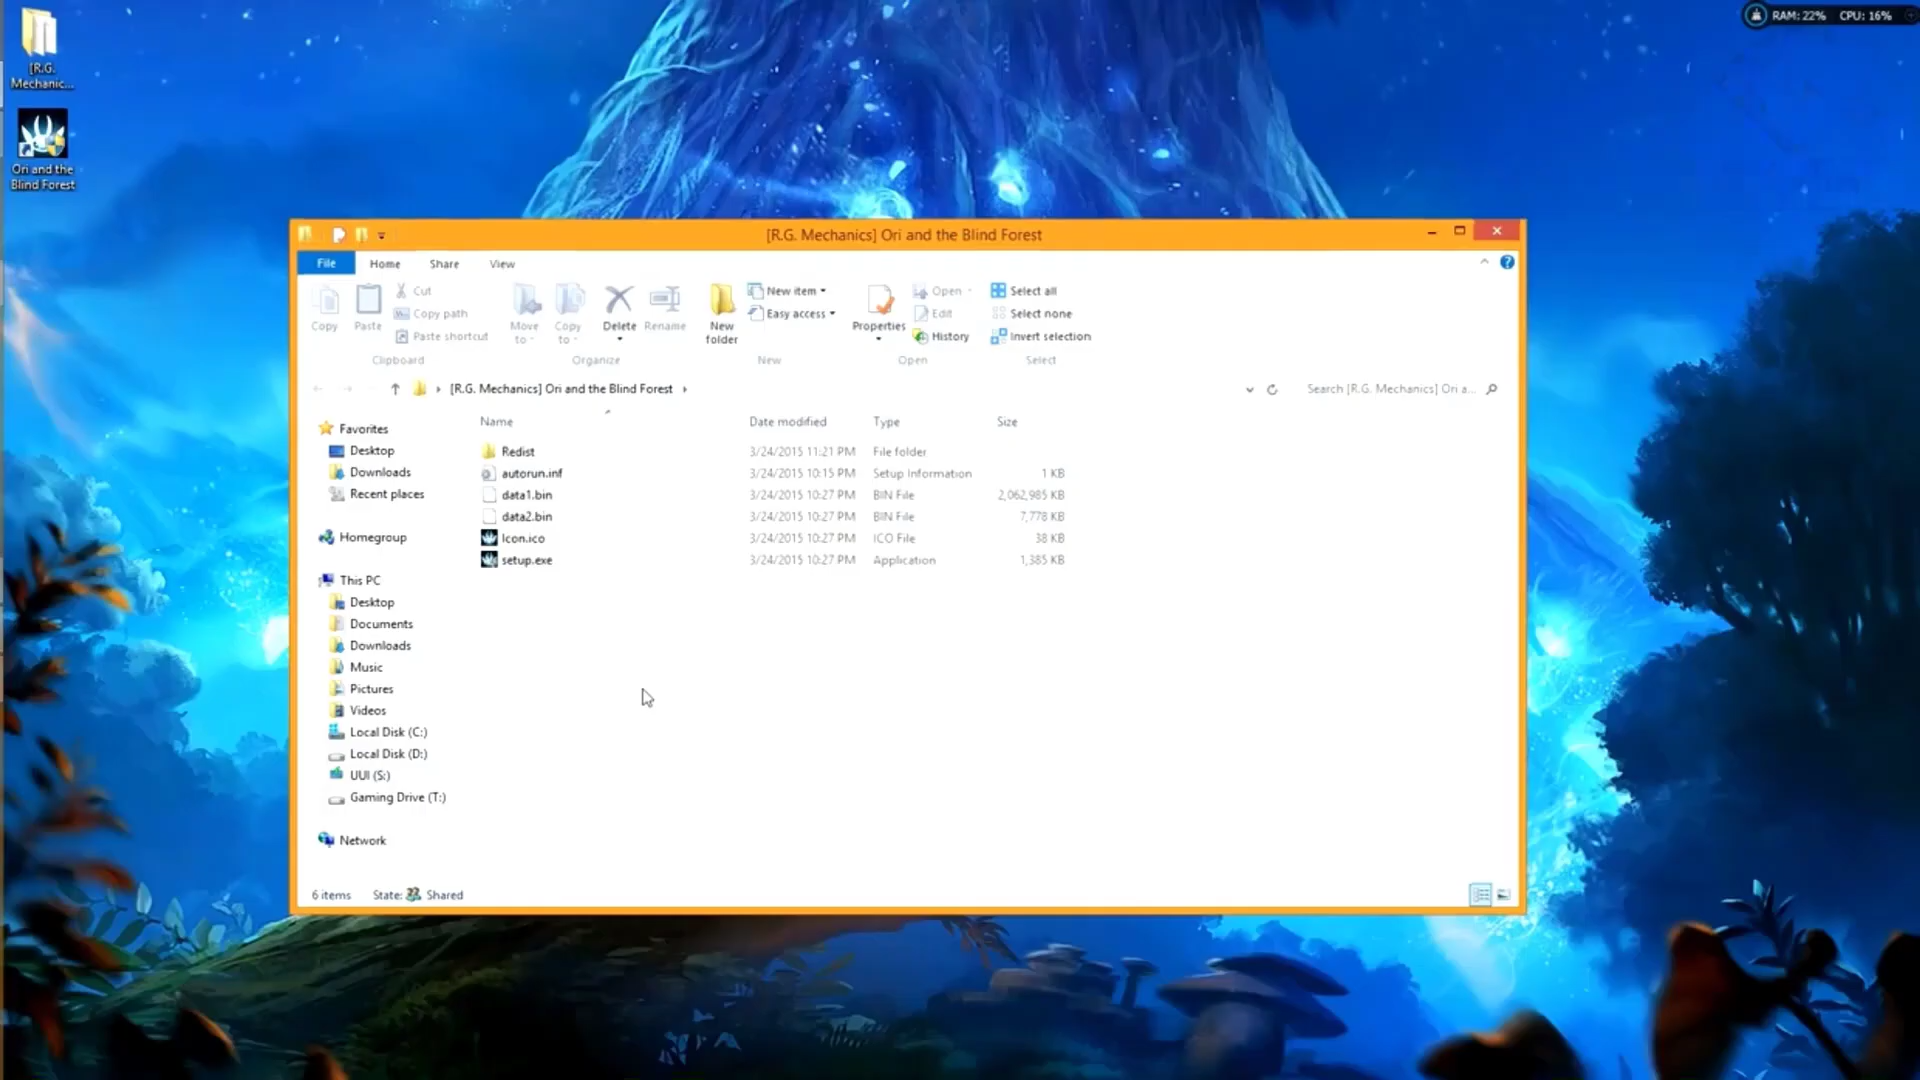 RAM: 22% CPU: 16%
[R.G.
Mechanic...
Ori and the
Blind Forest
[R.G. Mechanics] Ori and the Blind Forest
File Home Share View
Copy
Paste
Cut
Copy path
Paste shortcut
Clipboard
Move to
Copy to
Delete
Rename
Organize
New folder
New item
Easy access
New
Properties
Open
Edit
History
Open
Select all
Select none
Invert selection
Select
[R.G. Mechanics] Ori and the Blind Forest
Search [R.G. Mechanics] Ori a...
Name Date modified Type Size
Redist 3/24/2015 11:21 PM File folder
autorun.inf 3/24/2015 10:15 PM Setup Information 1 KB
data1.bin 3/24/2015 10:27 PM BIN File 2,062,985 KB
data2.bin 3/24/2015 10:27 PM BIN File 7,778 KB
Icon.ico 3/24/2015 10:27 PM ICO File 38 KB
setup.exe 3/24/2015 10:27 PM Application 1,385 KB
Favorites
Desktop
Downloads
Recent places
Homegroup
This PC
Desktop
Documents
Downloads
Music
Pictures
Videos
Local Disk (C:)
Local Disk (D:)
UUI (S:)
Gaming Drive (T:)
Network
6 items State: Shared